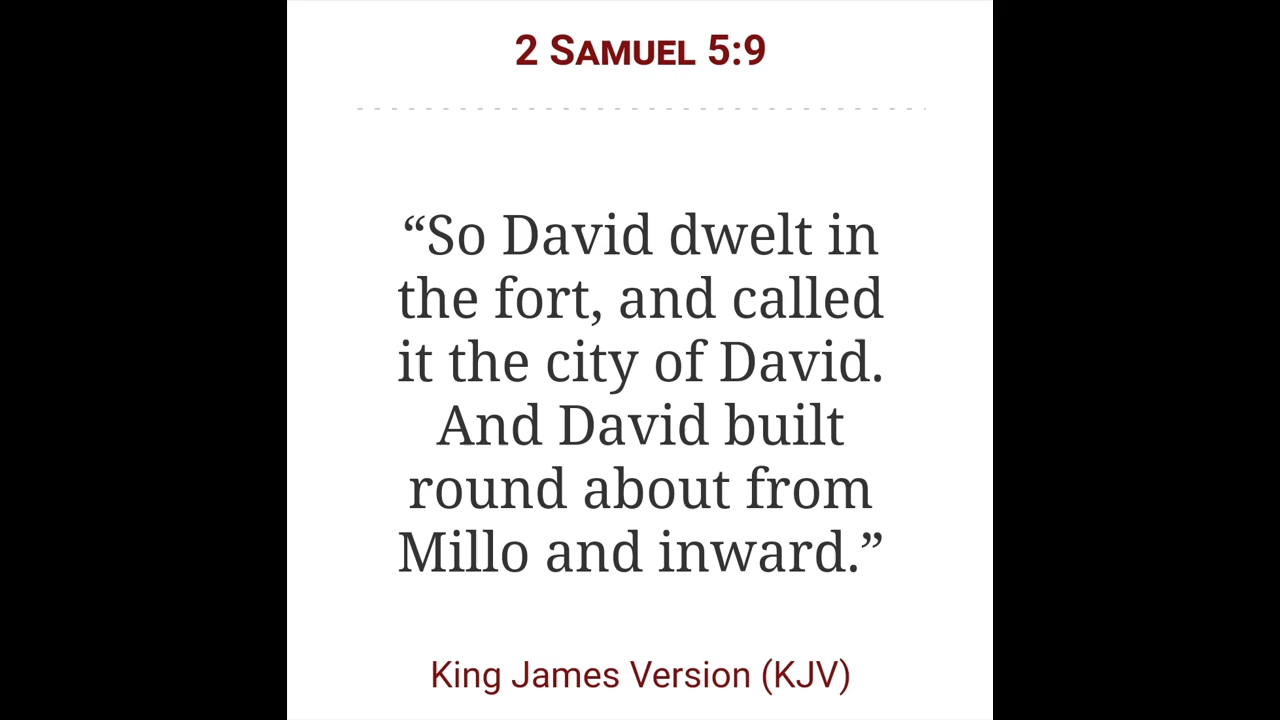 2 SAMUEL 5:9
“So David dwelt in
the fort, and called
it the city of David.
And David built
round about from
Millo and inward.”
King James Version (KJV)